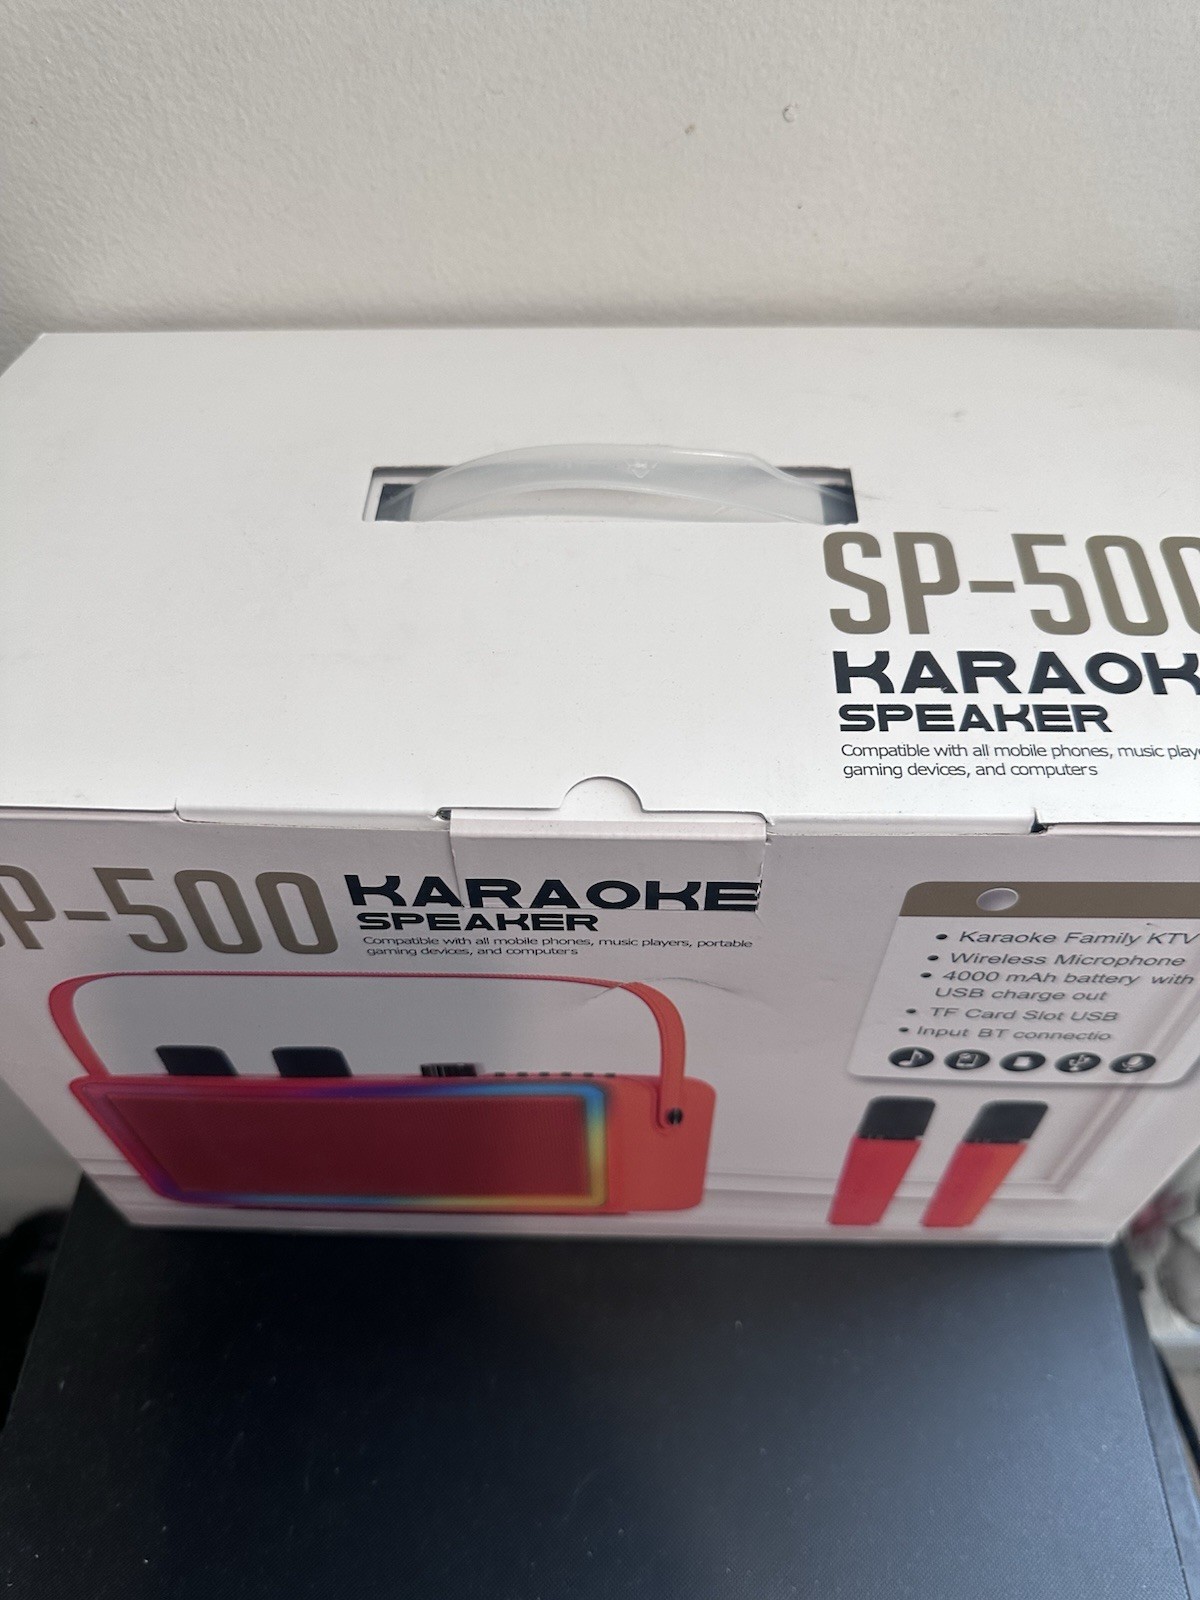 SP-500
KARAOK
SPEAKER
Compatible with all mobile phones, music play
gaming devices, and computers
P-500
KARAOKE
SPEAKER
Compatible with all mobile phones, music players, portable
gaming devices, and computers
• Karaoke Family KTV
• Wireless Microphone
• 4000 mAh battery with
USB charge out
• TF Card Slot USB
• Input BT connectio